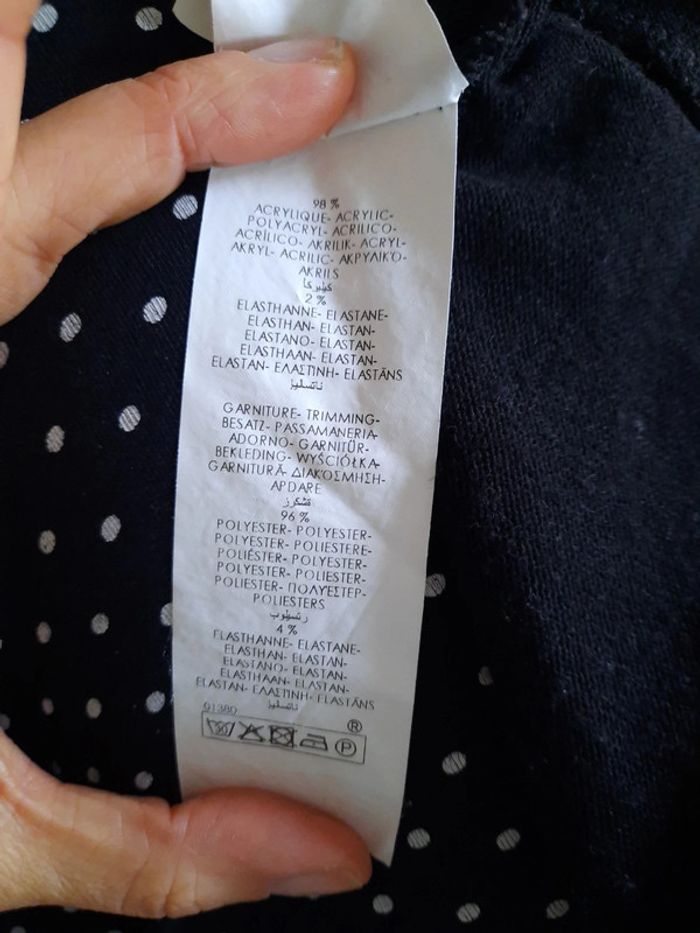 98 %
ACRYLIQUE- ACRYLIC-
POLYACRYL- ACRILICO-
ACRÍLICO- AKRILIK- ACRYL-
AKRYL- ACRILIC- ΑΚΡΥΛΙΚΌ-
AKRILS
2 %
ELASTHANNE- ELASTANE-
ELASTHAN- ELASTAN-
ELASTANO- ELASTAN-
ELASTHAAN- ELASTAN-
ELASTAN- ΕΛΑΣΤΙΝΗ- ELASTĀNS
GARNITURE- TRIMMING-
BESATZ- PASSAMANERIA-
ADORNO- GARNITÜR-
BEKLEDING- WYŚCIÓŁKA-
GARNITURĂ- ΔΙΑΚΌΣΜΗΣΗ-
APDARE
96 %
POLYESTER- POLYESTER-
POLYESTER- POLIESTERE-
POLIÉSTER- POLYESTER-
POLYESTER- POLIESTER-
POLIESTER- ΠΟΛΥΕΣΤΕΡ-
POLIESTERS
4 %
ELASTHANNE- ELASTANE-
ELASTHAN- ELASTAN-
ELASTANO- ELASTAN-
ELASTHAAN- ELASTAN-
ELASTAN- ΕΛΑΣΤΙΝΗ- ELASTĀNS
01380
®
30 P